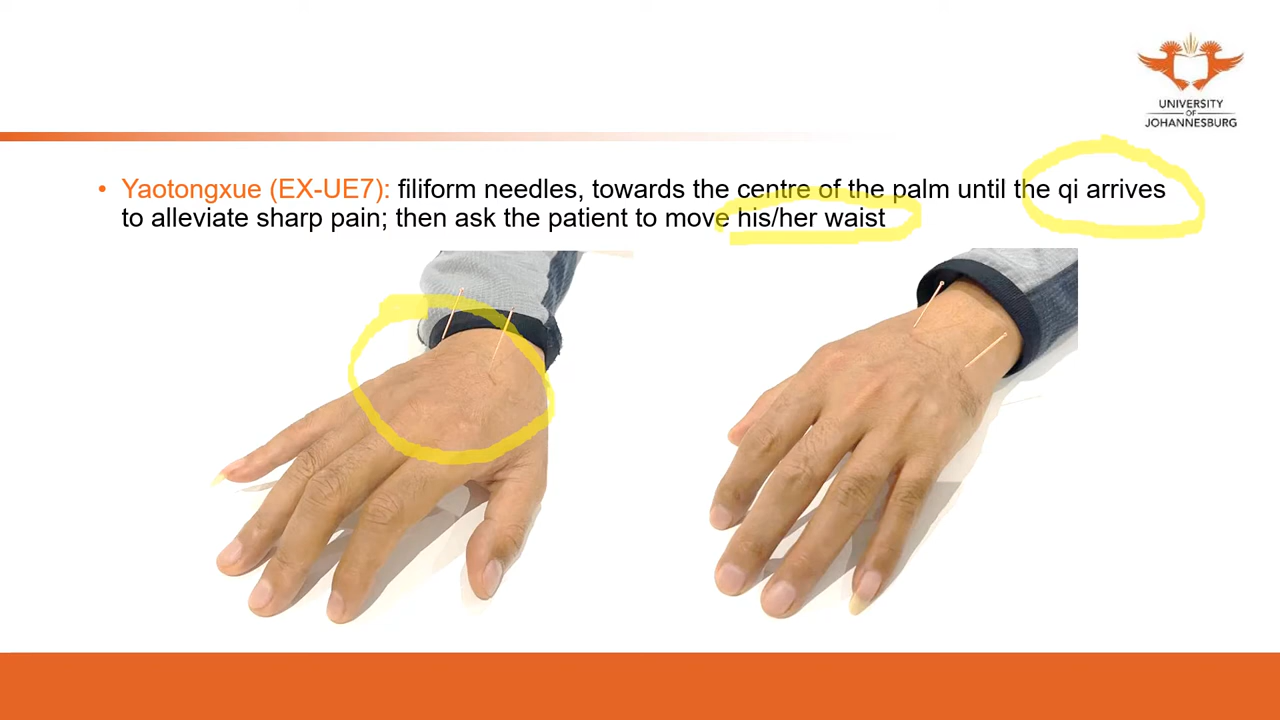 UNIVERSITY
OF
JOHANNESBURG
• Yaotongxue (EX-UE7): filiform needles, towards the centre of the palm until the qi arrives
to alleviate sharp pain; then ask the patient to move his/her waist